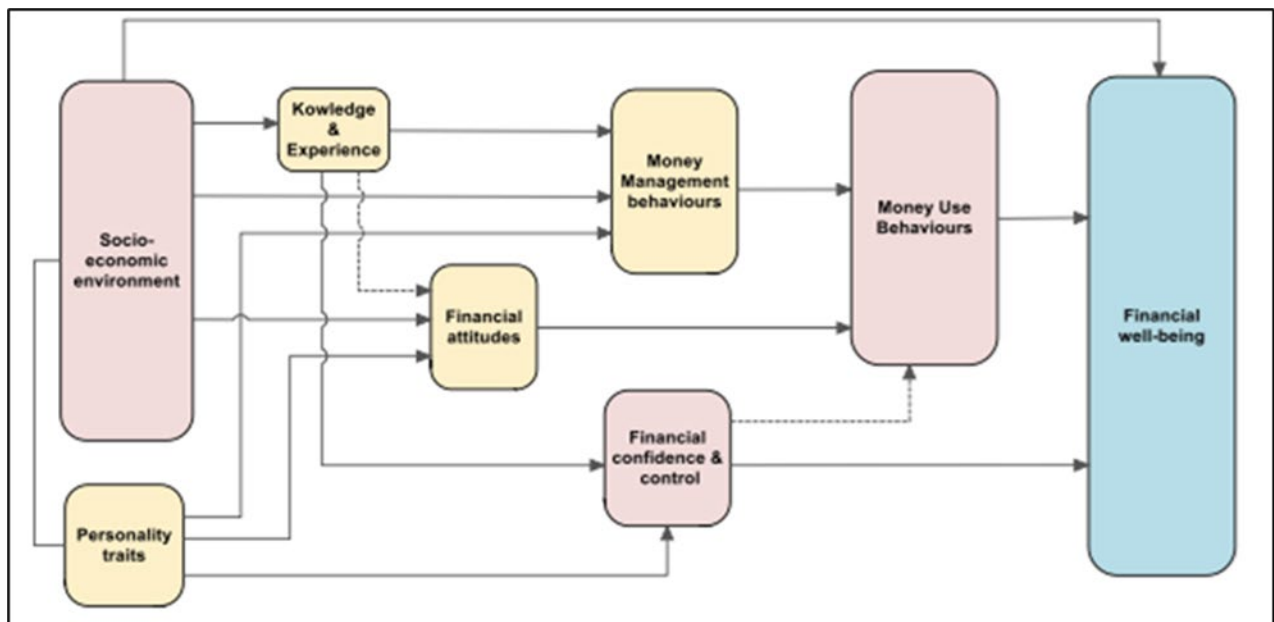 Kowledge
&
Experience
Money
Management
behaviours
Money Use
Behaviours
Socio-
economic
environment
Financial
attitudes
Financial
well-being
Financial
confidence &
control
Personality
traits